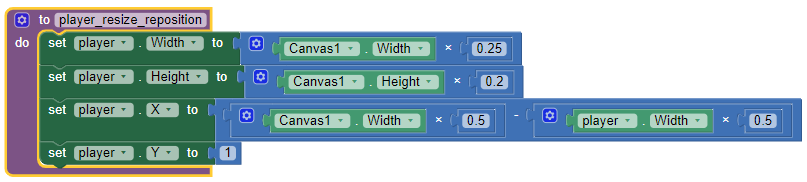 to player_resize_reposition
do set player . Width to Canvas1 . Width × 0.25
set player . Height to Canvas1 . Height × 0.2
set player . X to Canvas1 . Width × 0.5 - player . Width × 0.5
set player . Y to 1